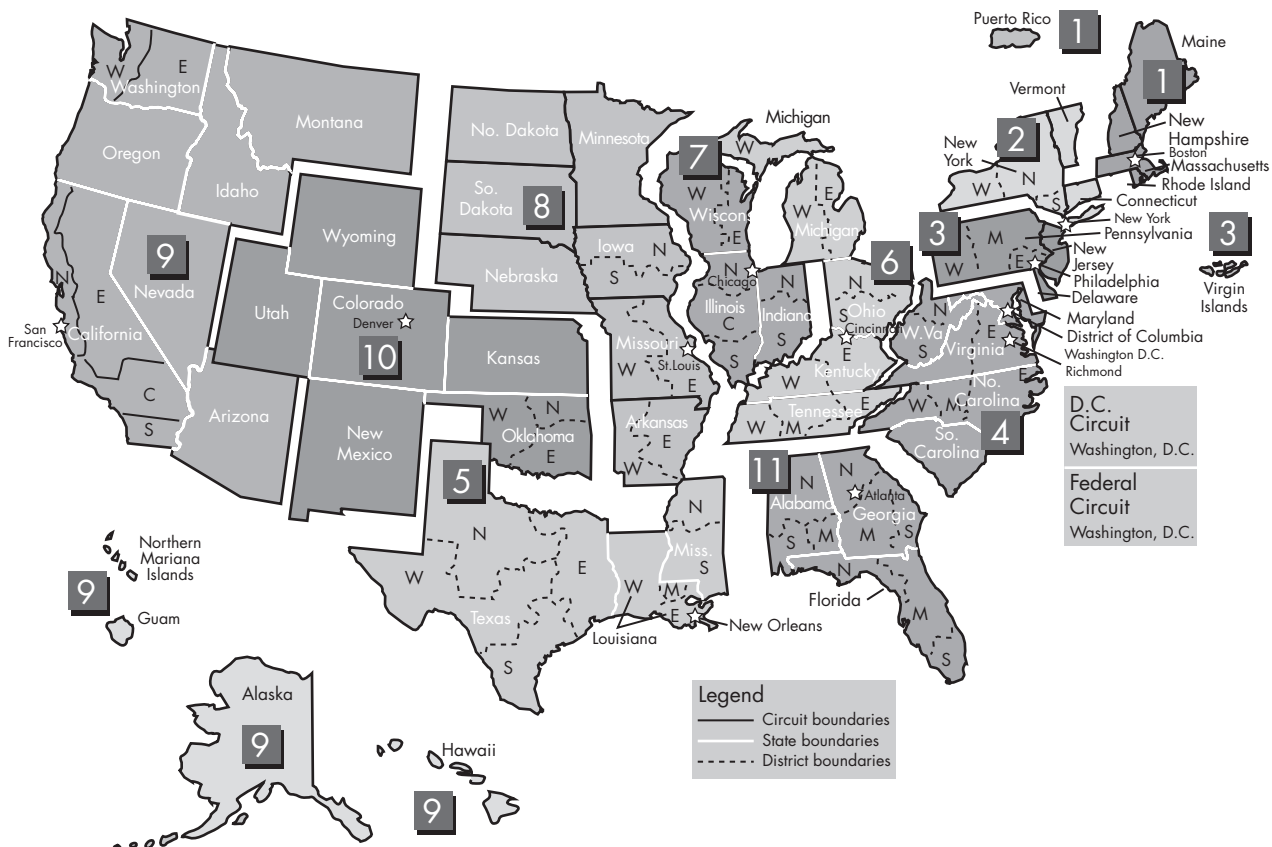 Puerto Rico
1
Maine
1
Vermont
New
Hampshire
Boston
Massachusetts
Rhode Island
Connecticut
New York
Pennsylvania
New
Jersey
Philadelphia
Delaware
Maryland
District of Columbia
Washington D.C.
Richmond
3
Virgin
Islands
2
New
York
W
N
S
3
W
M
E
W
E
Washington
Oregon
Montana
Idaho
Wyoming
9
Nevada
N
E
C
S
California
San
Francisco
Utah
Colorado
Denver
10
Arizona
New
Mexico
Kansas
W
N
E
Oklahoma
No. Dakota
So.
Dakota
8
Nebraska
Minnesota
Iowa
N
S
Missouri
W
St.Louis
E
Arkansas
E
W
7
Michigan
W
W
Wiscons
E
W
E
Michigan
N
Chicago
Illinois
C
S
N
Indiana
S
6
N
Ohio
S
Cincinn
E
Kentucky
W
E
Tennessee
W
M
N
W.Va
S
E
Virginia
W
M
E
No.
Carolina
So.
Carolina
4
D.C.
Circuit
Washington, D.C.
Federal
Circuit
Washington, D.C.
5
N
W
E
Texas
S
W
M
E
Louisiana
New Orleans
N
Miss.
S
11
N
Alabama
S
M
N
Atlanta
Georgia
M
S
N
Florida
M
S
Northern
Mariana
Islands
9
Guam
Alaska
9
Hawaii
9
Legend
Circuit boundaries
State boundaries
District boundaries